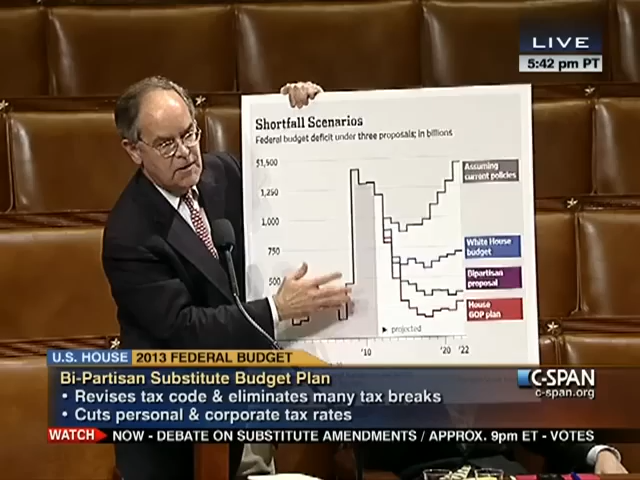 LIVE
5:42 pm PT
Shortfall Scenarios
Federal budget deficit under three proposals; in billions
$1,500
1,250
1,000
750
500
Assuming
current policies
White House
budget
Bipartisan
proposal
House
GOP plan
► projected
'10
'20 '22
U.S. HOUSE 2013 FEDERAL BUDGET
Bi-Partisan Substitute Budget Plan
• Revises tax code & eliminates many tax breaks
• Cuts personal & corporate tax rates
C-SPAN
c-span.org
WATCH NOW - DEBATE ON SUBSTITUTE AMENDMENTS / APPROX. 9pm ET - VOTES